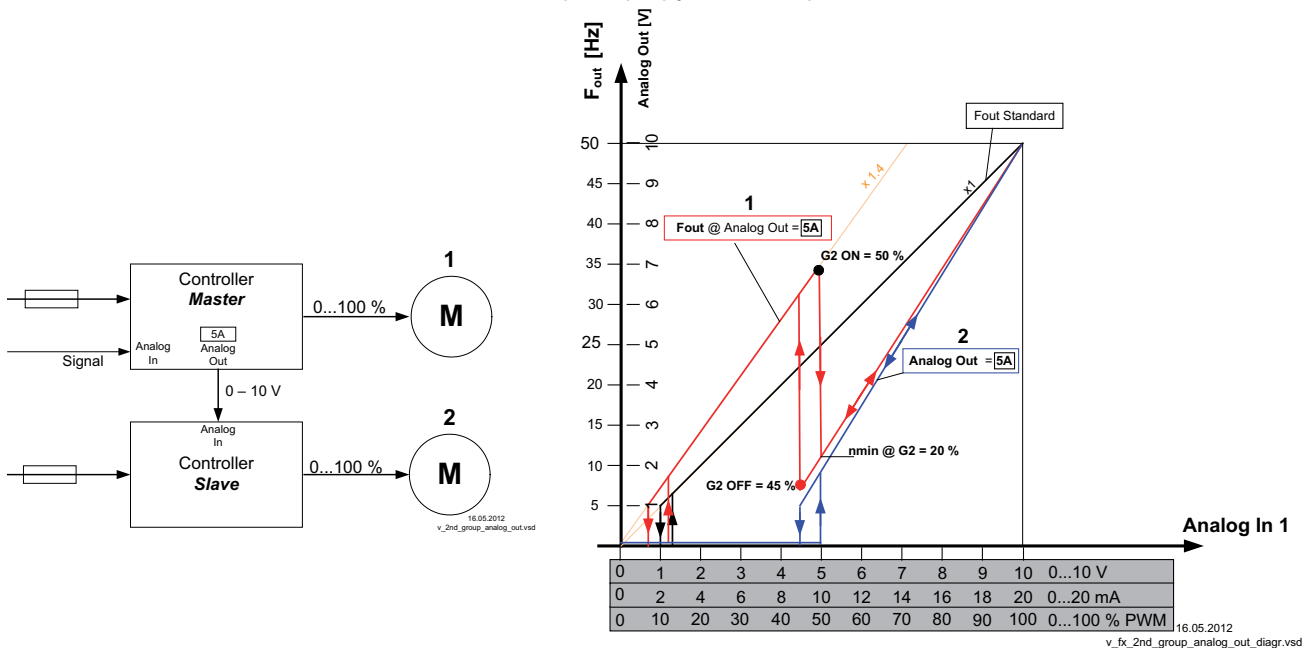 Controller
Master
5A
Analog
In
Analog
Out
Signal
0...100 %
1
M
0 – 10 V
Analog
In
Controller
Slave
0...100 %
2
M
16.05.2012
v_2nd_group_analog_out.vsd
Fout [Hz]
Analog Out [V]
50
45
40
35
30
25
20
15
10
5
10
9
8
7
6
5
4
3
2
1
Fout Standard
x 1.4
x1
1
Fout @ Analog Out = 5A
G2 ON = 50 %
2
Analog Out = 5A
nmin @ G2 = 20 %
G2 OFF = 45 %
Analog In 1
0 1 2 3 4 5 6 7 8 9 10 0...10 V
0 2 4 6 8 10 12 14 16 18 20 0...20 mA
0 10 20 30 40 50 60 70 80 90 100 0...100 % PWM
16.05.2012
v_fx_2nd_group_analog_out_diagr.vsd